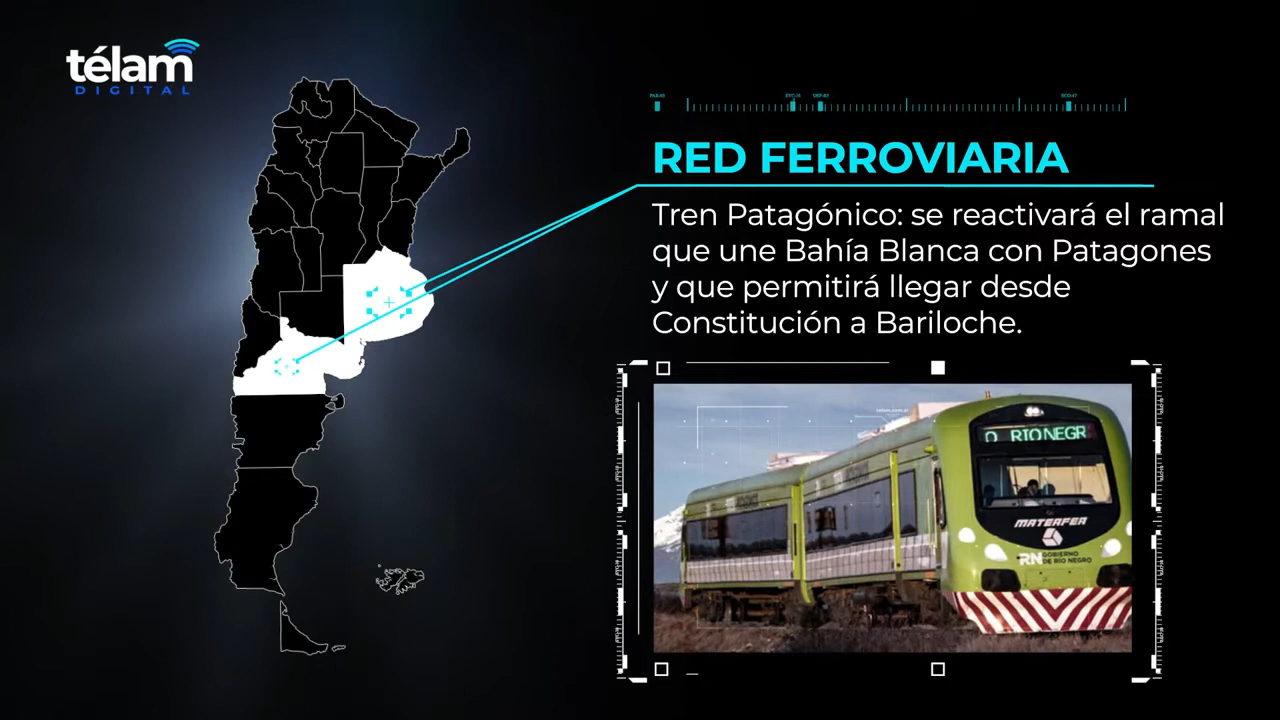 télam
DIGITAL
RED FERROVIARIA
Tren Patagónico: se reactivará el ramal
que une Bahía Blanca con Patagones
y que permitirá llegar desde
Constitución a Bariloche.
O RIO NEGR
MATERFER
RN GOBIERNO
DE RÍO NEGRO